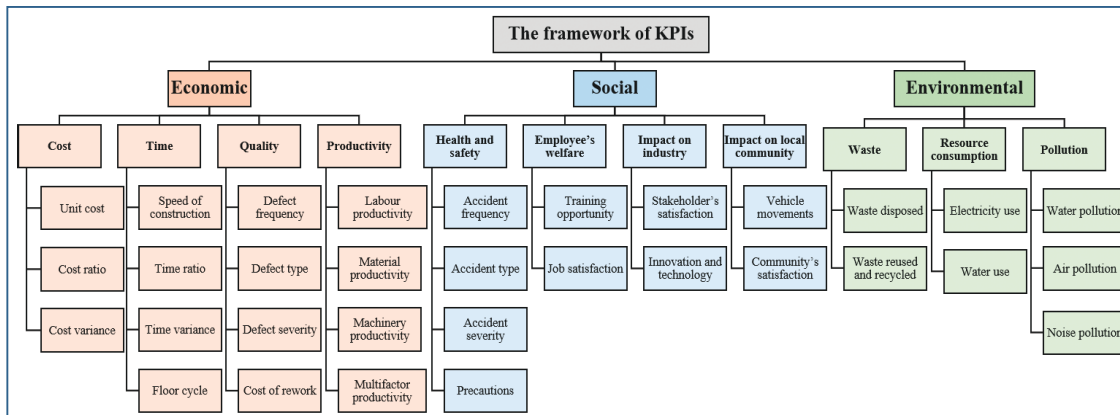 The framework of KPIs
Economic
Social
Environmental
Cost
Time
Quality
Productivity
Health and
safety
Employee's
welfare
Impact on
industry
Impact on local
community
Waste
Resource
consumption
Pollution
Unit cost
Cost ratio
Cost variance
Speed of
construction
Time ratio
Time variance
Floor cycle
Defect
frequency
Defect type
Defect severity
Cost of rework
Labour
productivity
Material
productivity
Machinery
productivity
Multifactor
productivity
Accident
frequency
Accident type
Accident
severity
Precautions
Training
opportunity
Job satisfaction
Stakeholder's
satisfaction
Innovation and
technology
Vehicle
movements
Community's
satisfaction
Waste disposed
Waste reused
and recycled
Electricity use
Water use
Water pollution
Air pollution
Noise pollution